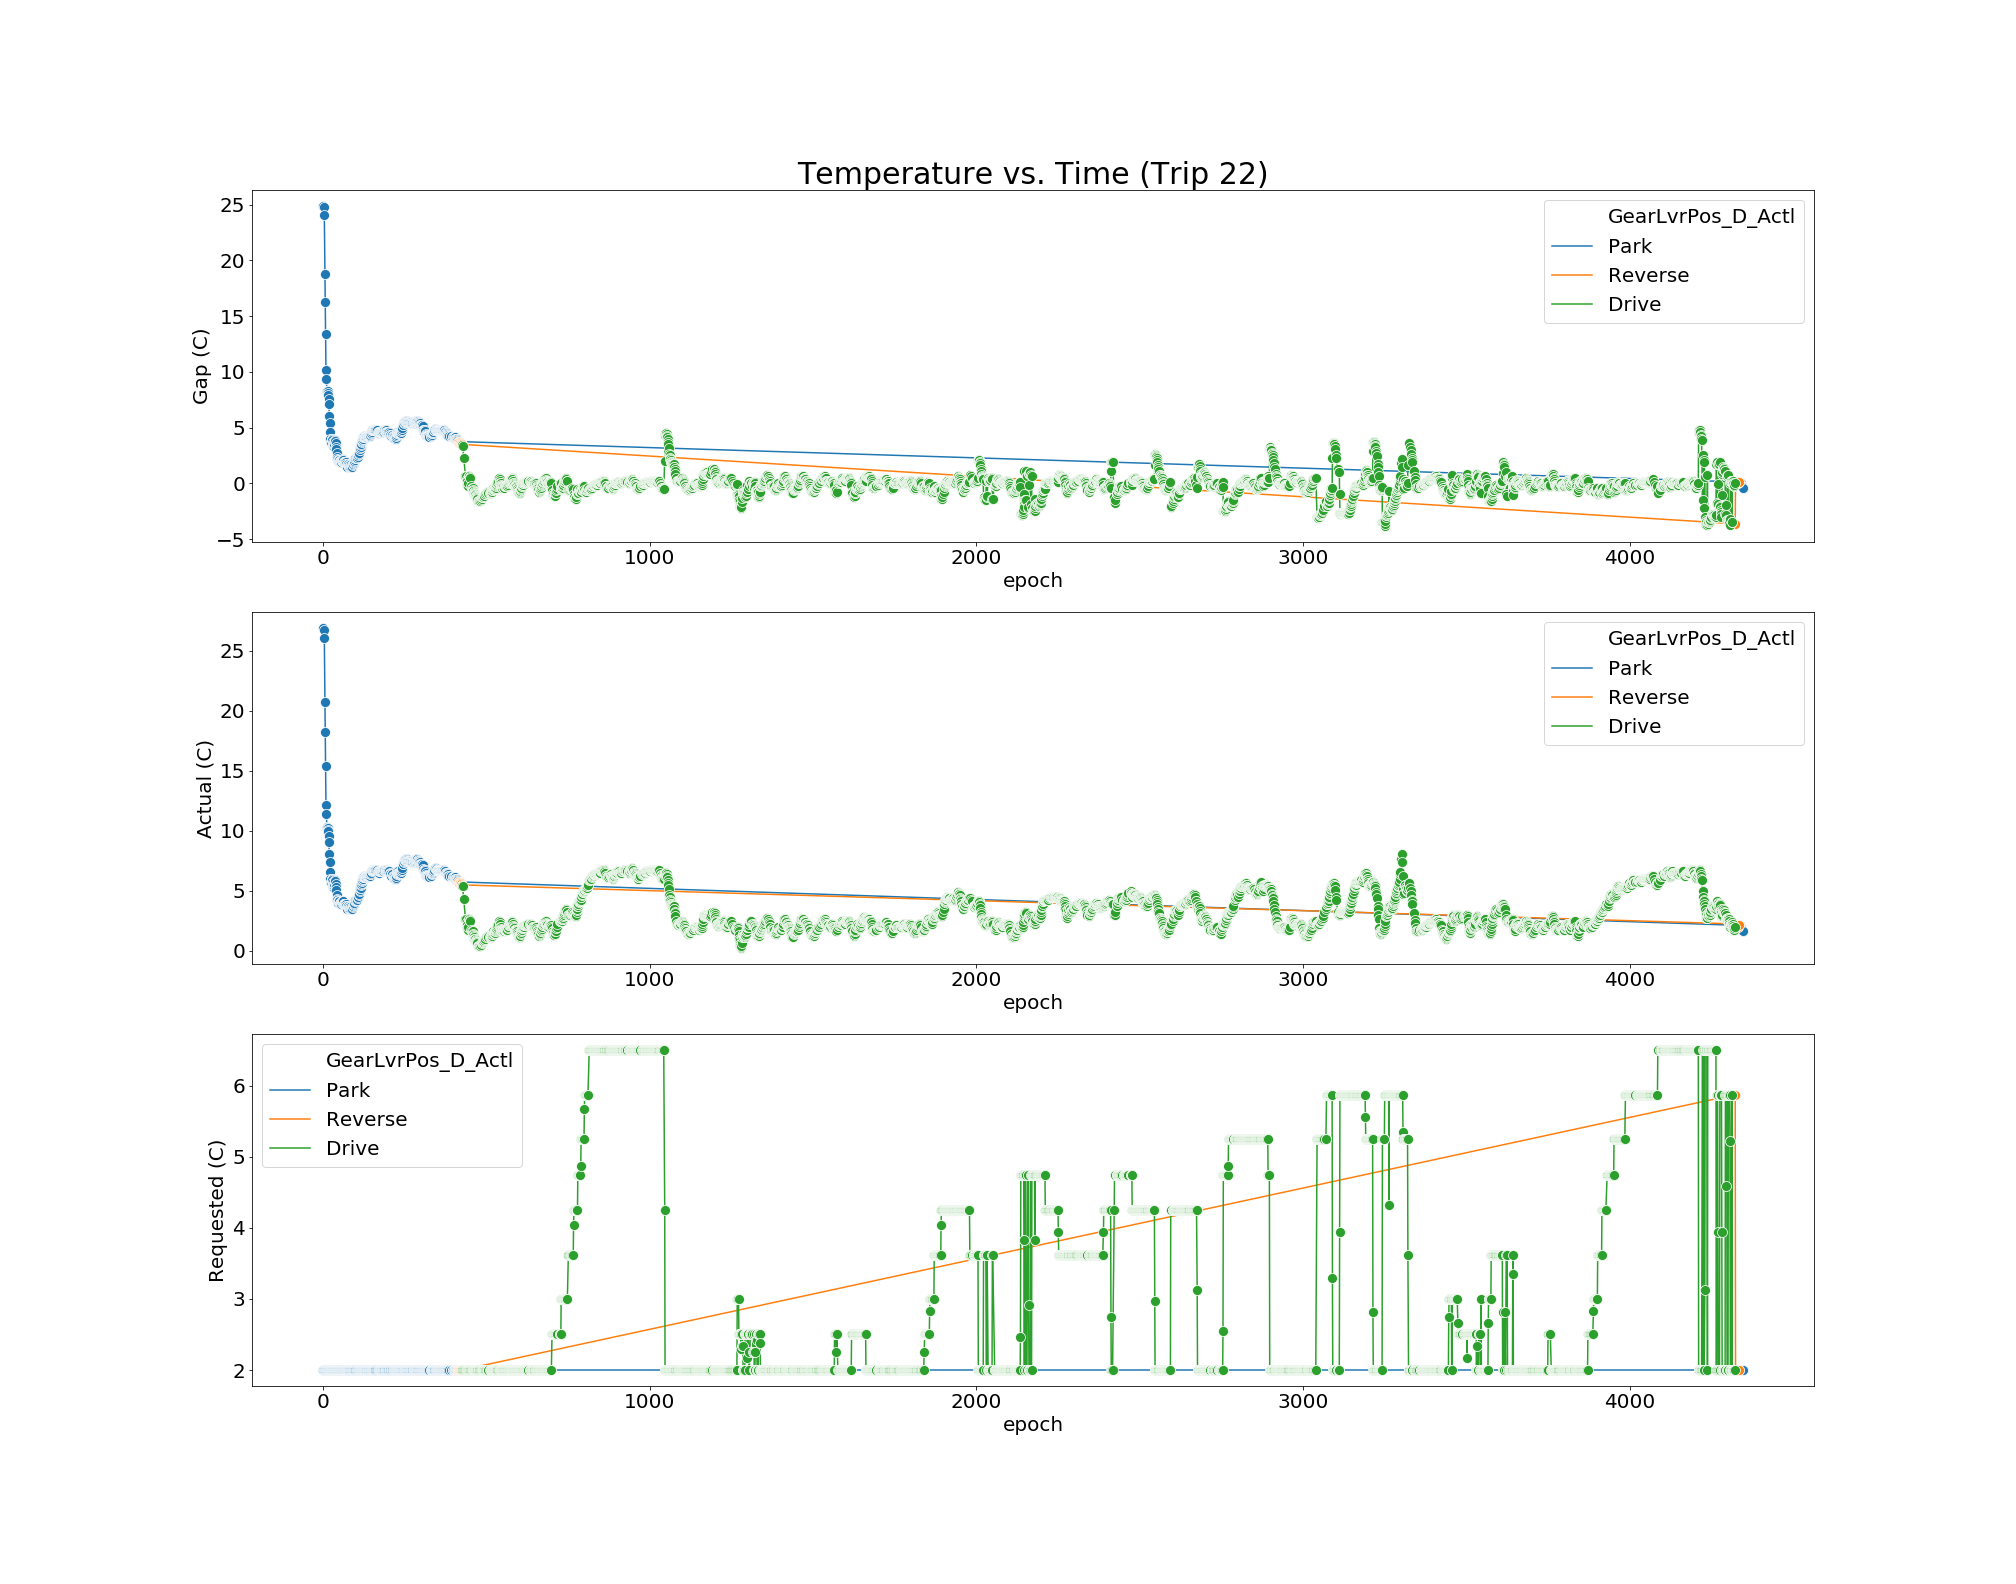 Temperature vs. Time (Trip 22)
25
20
15
10
5
0
−5
Gap (C)
GearLvrPos_D_Actl
Park
Reverse
Drive
0 1000 2000 3000 4000
epoch
25
20
15
10
5
0
Actual (C)
GearLvrPos_D_Actl
Park
Reverse
Drive
0 1000 2000 3000 4000
epoch
6
5
4
3
2
Requested (C)
GearLvrPos_D_Actl
Park
Reverse
Drive
0 1000 2000 3000 4000
epoch